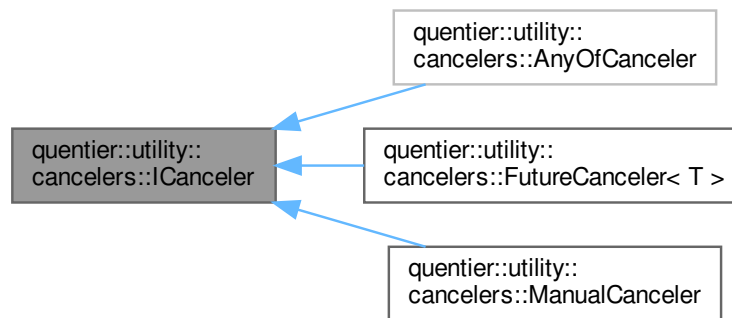 quentier::utility::
cancelers::AnyOfCanceler
quentier::utility::
cancelers::ICanceler
quentier::utility::
cancelers::FutureCanceler< T >
quentier::utility::
cancelers::ManualCanceler